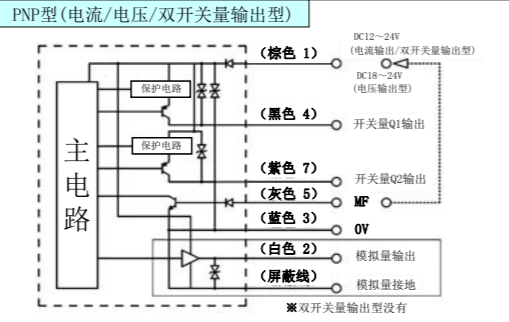 PNP型(电流/电压/双开关量输出型)
DC12～24V
(电流输出/双开关量输出型)
(棕色 1)
DC18～24V
(电压输出型)
保护电路
(黑色 4)
开关量Q1输出
保护电路
主电路
(紫色 7)
开关量Q2输出
(灰色 5)
MF
(蓝色 3)
0V
(白色 2)
模拟量输出
(屏蔽线)
模拟量接地
※双开关量输出型没有